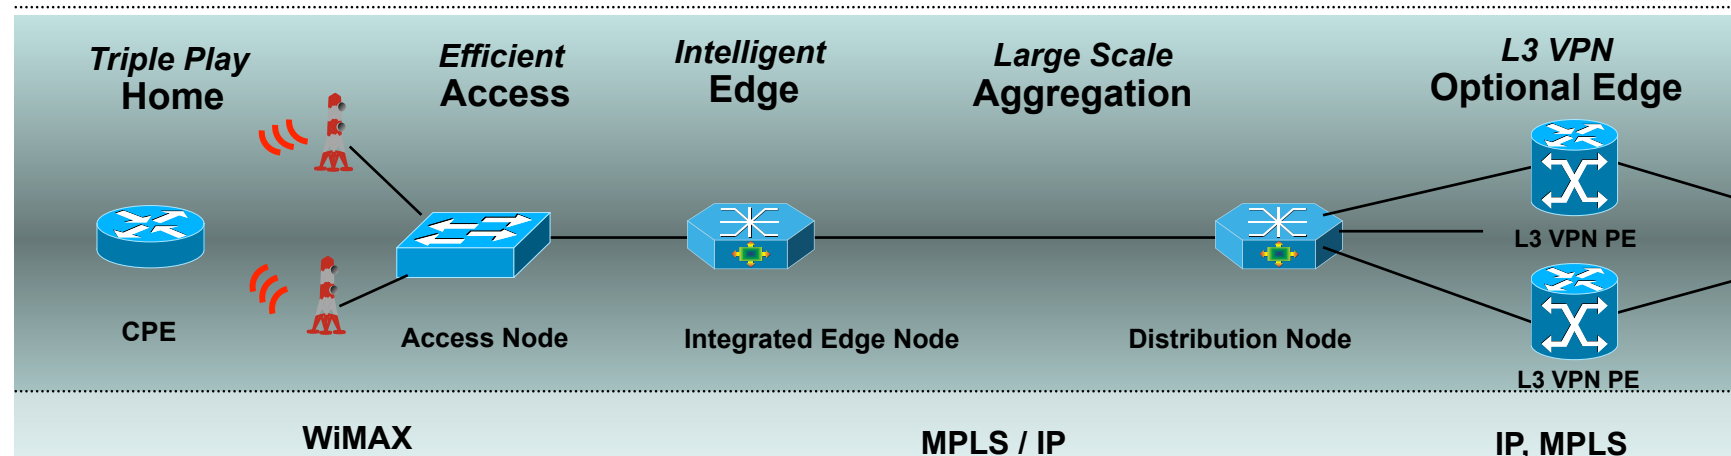 Triple Play
Home
Efficient
Access
Intelligent
Edge
Large Scale
Aggregation
L3 VPN
Optional Edge
CPE
Access Node
Integrated Edge Node
Distribution Node
L3 VPN PE
L3 VPN PE
WiMAX
MPLS / IP
IP, MPLS